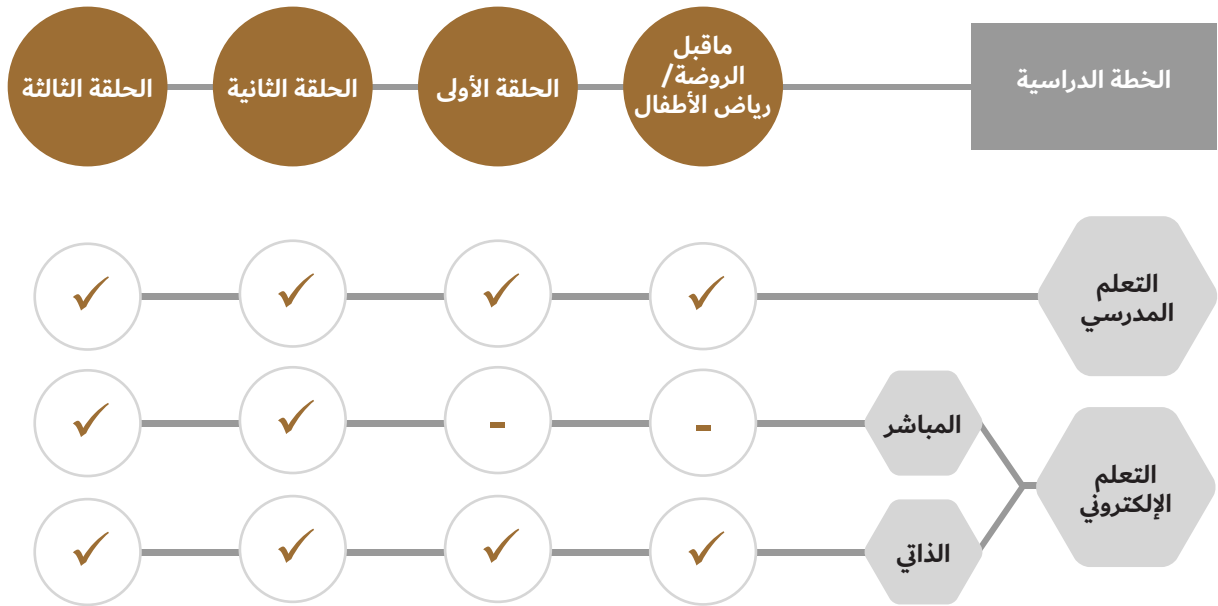 الخطة الدراسية
ماقبل
الروضة/
رياض الأطفال
الحلقة الأولى
الحلقة الثانية
الحلقة الثالثة
التعلم
المدرسي
✓ ✓ ✓ ✓
التعلم
الإلكتروني
المباشر
- - ✓ ✓
الذاتي
✓ ✓ ✓ ✓